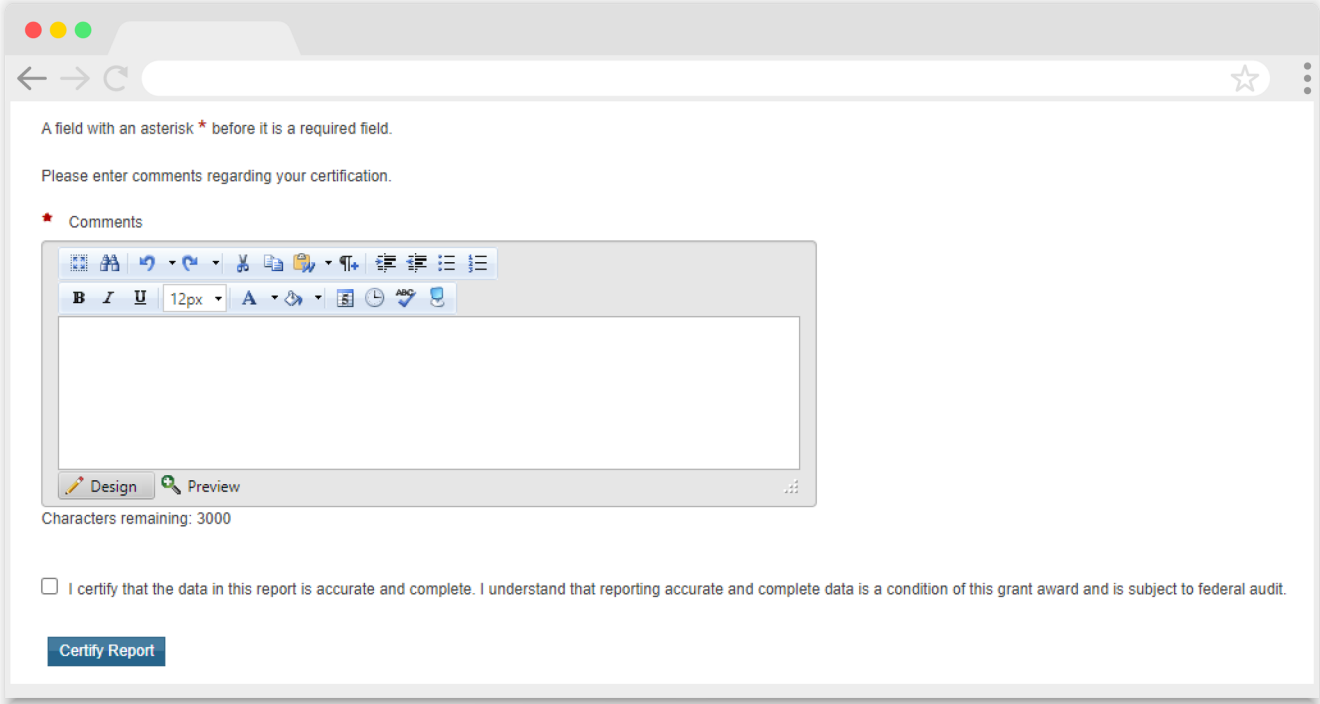 A field with an asterisk * before it is a required field.
Please enter comments regarding your certification.
* Comments
B I U 12px A 5 ABC
Design Preview
Characters remaining: 3000
I certify that the data in this report is accurate and complete. I understand that reporting accurate and complete data is a condition of this grant award and is subject to federal audit.
Certify Report